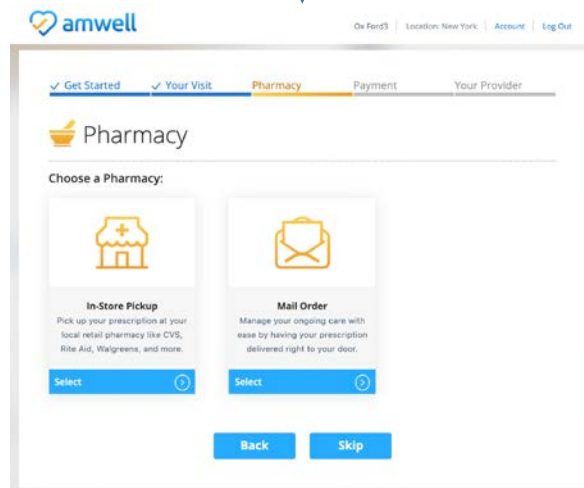 amwell
Ox Ford3 Location: New York Account Log Out
Get Started Your Visit Pharmacy Payment Your Provider
Pharmacy
Choose a Pharmacy:
In-Store Pickup
Pick up your prescription at your
local retail pharmacy like CVS,
Rite Aid, Walgreens, and more.
Select
Mail Order
Manage your ongoing care with
ease by having your prescription
delivered right to your door.
Select
Back Skip